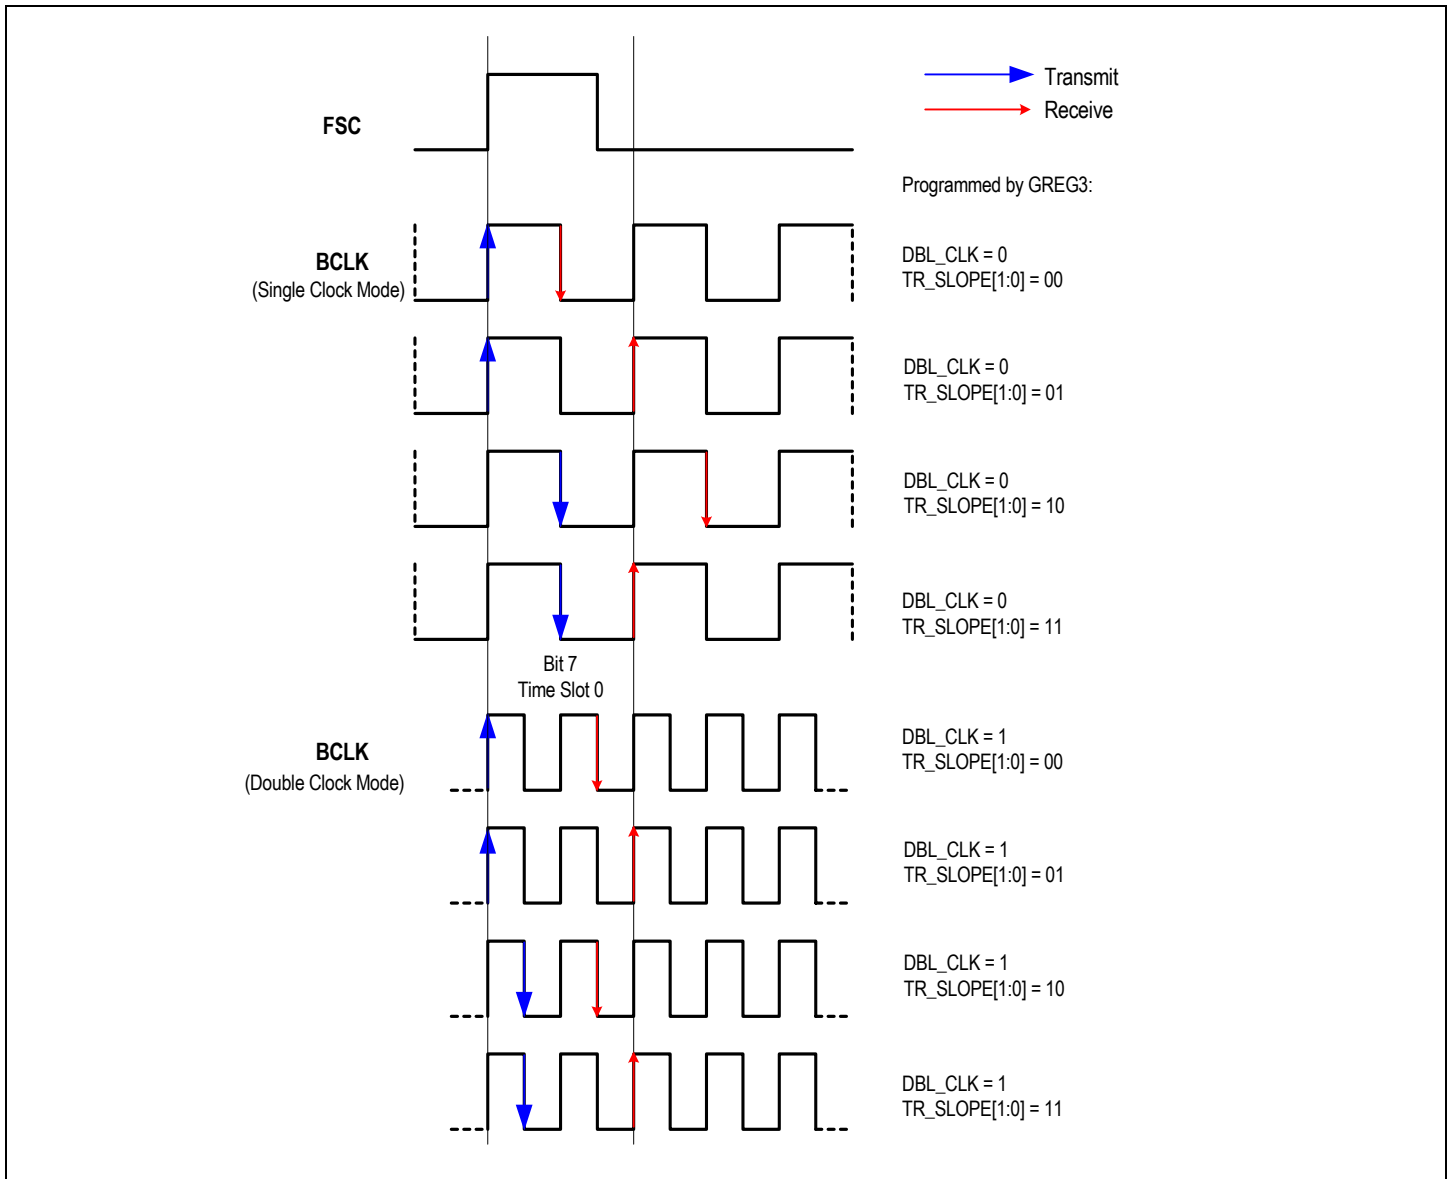 Transmit
Receive
FSC
Programmed by GREG3:
BCLK
(Single Clock Mode)
DBL_CLK = 0
TR_SLOPE[1:0] = 00
DBL_CLK = 0
TR_SLOPE[1:0] = 01
DBL_CLK = 0
TR_SLOPE[1:0] = 10
DBL_CLK = 0
TR_SLOPE[1:0] = 11
Bit 7
Time Slot 0
BCLK
(Double Clock Mode)
DBL_CLK = 1
TR_SLOPE[1:0] = 00
DBL_CLK = 1
TR_SLOPE[1:0] = 01
DBL_CLK = 1
TR_SLOPE[1:0] = 10
DBL_CLK = 1
TR_SLOPE[1:0] = 11